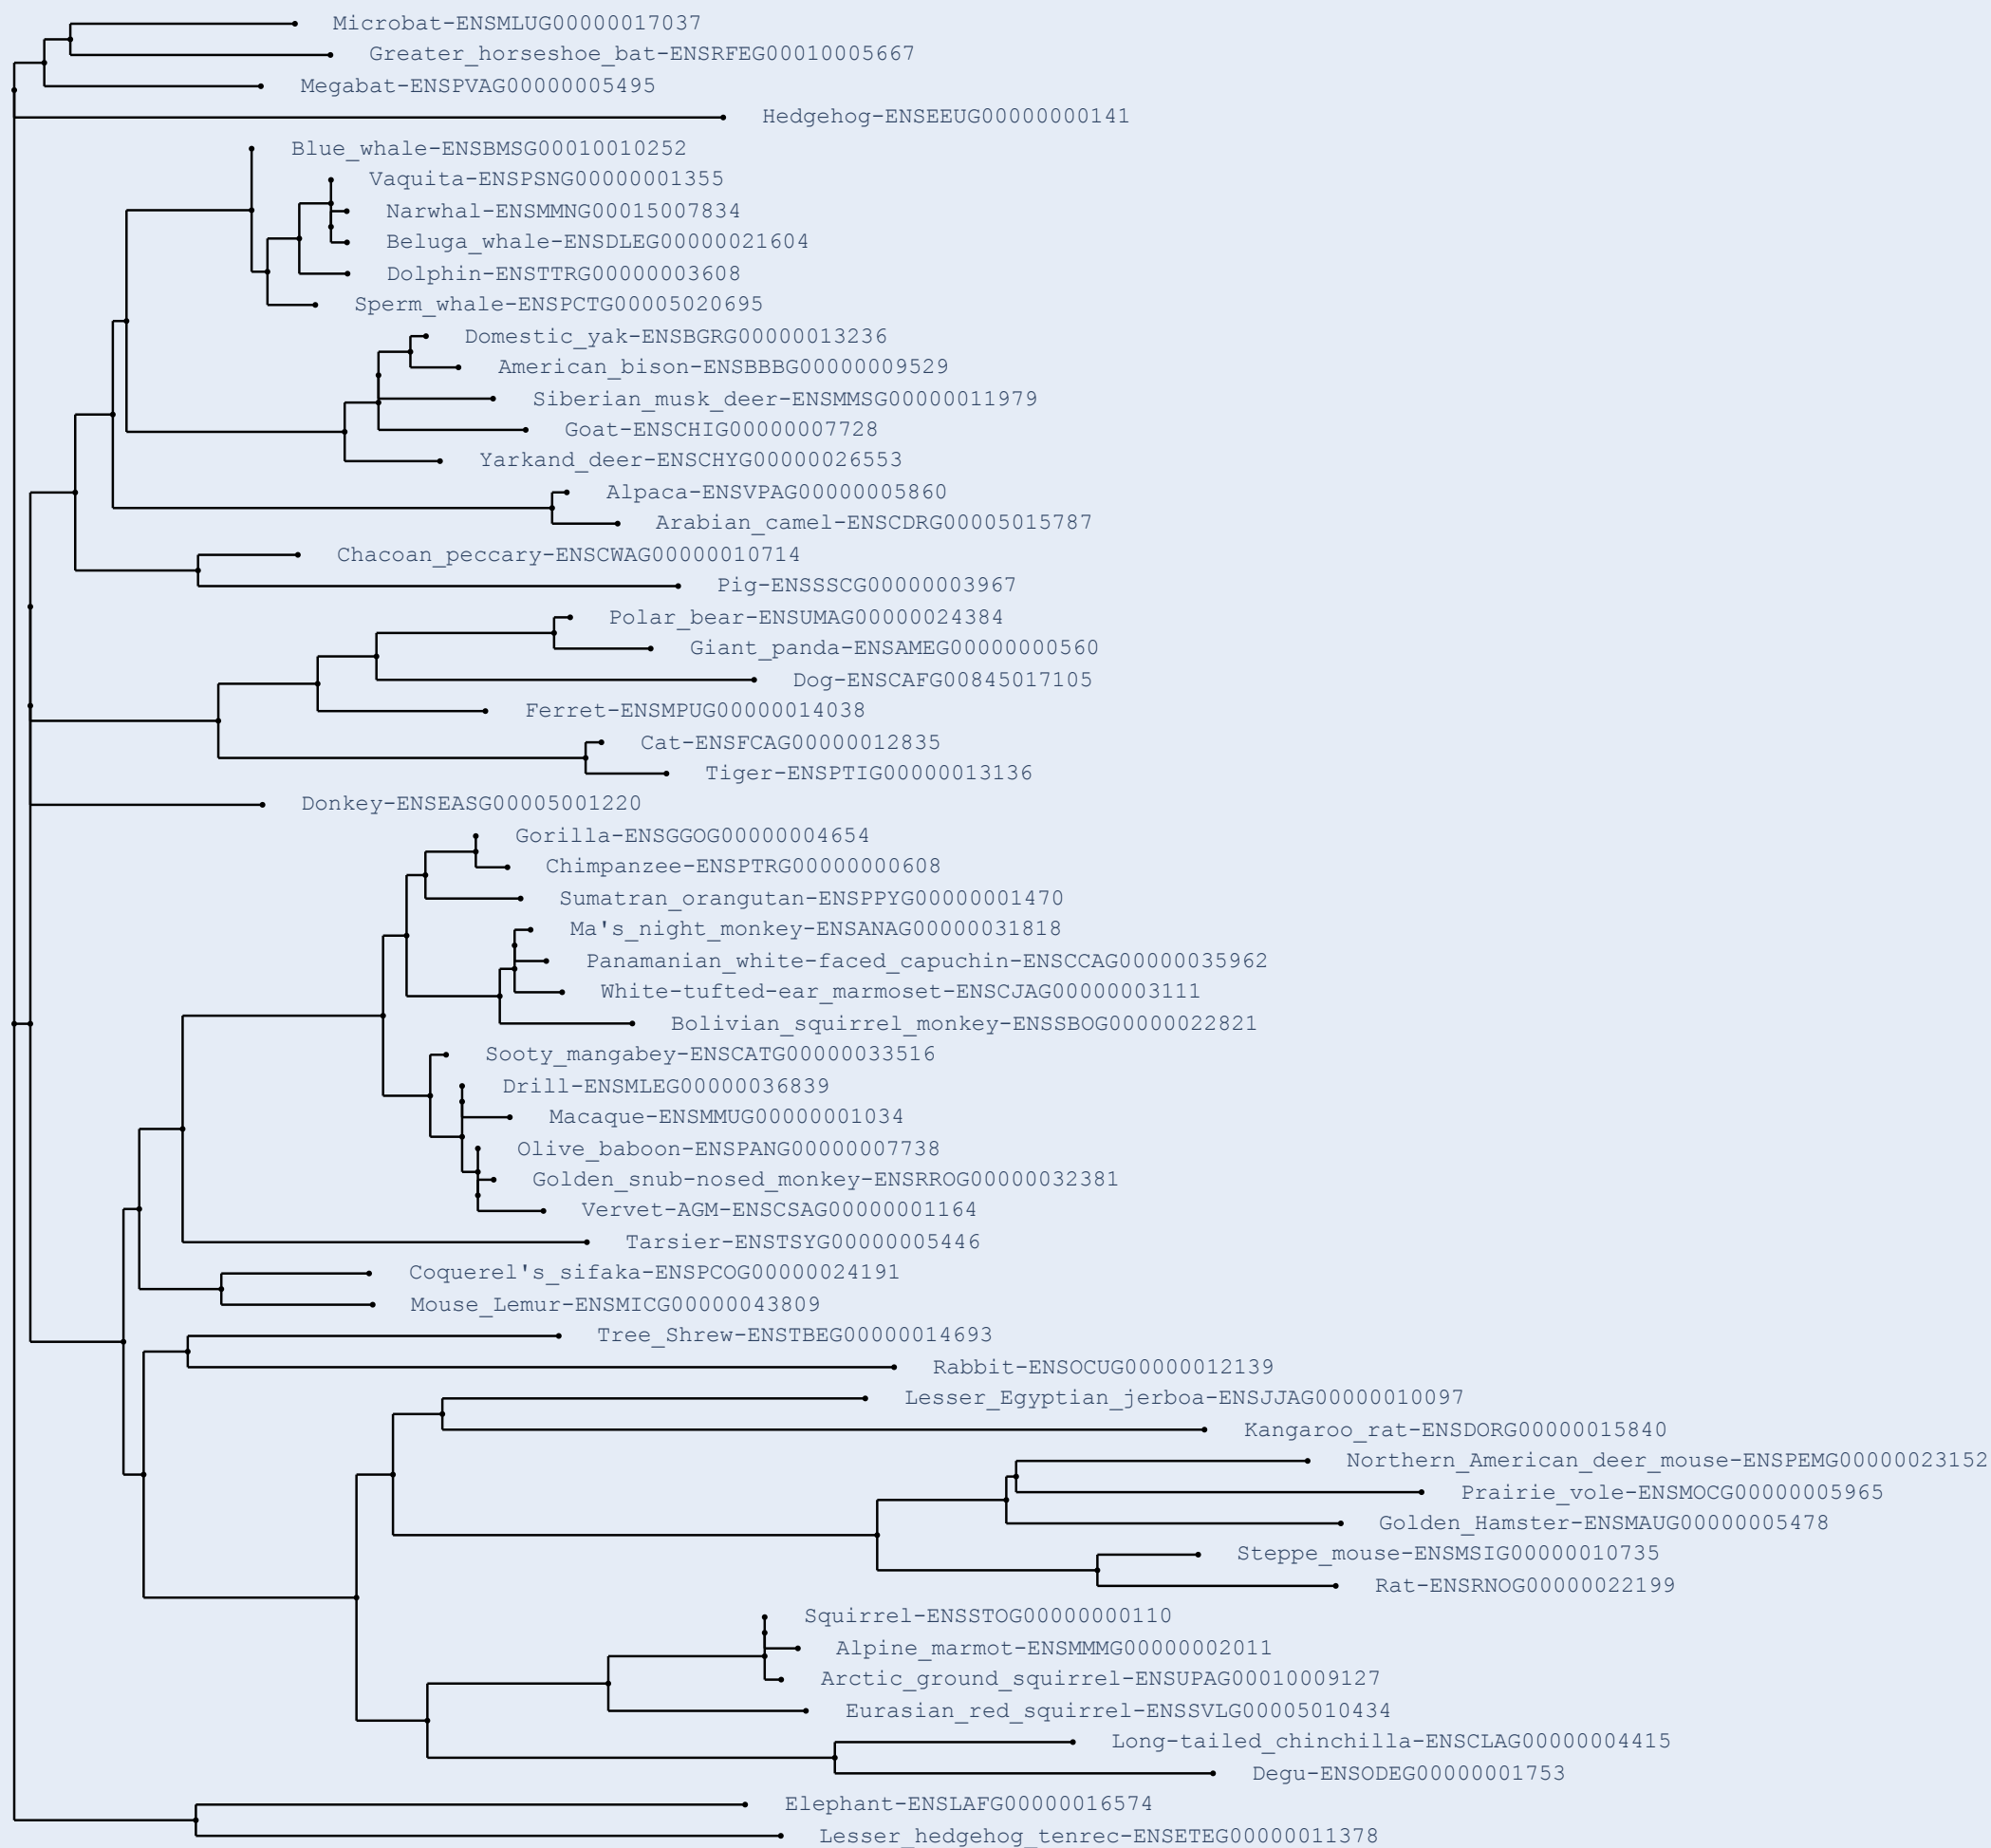 Microbat-ENSMLUG00000017037
Greater_horseshoe_bat-ENSRFEG00010005667
Megabat-ENSPVAG00000005495
Hedgehog-ENSEEUG00000000141
Blue_whale-ENSBMSG00010010252
Vaquita-ENSPSNG00000001355
Narwhal-ENSMMNG00015007834
Beluga_whale-ENSDLEG00000021604
Dolphin-ENSTTRG00000003608
Sperm_whale-ENSPCTG00005020695
Domestic_yak-ENSBGRG00000013236
American_bison-ENSBBBG00000009529
Siberian_musk_deer-ENSMMSG00000011979
Goat-ENSCHIG00000007728
Yarkand_deer-ENSCHYG00000026553
Alpaca-ENSVPAG00000005860
Arabian_camel-ENSCDRG00005015787
Chacoan_peccary-ENSCWAG00000010714
Pig-ENSSSCG00000003967
Polar_bear-ENSUMAG00000024384
Giant_panda-ENSAMEG00000000560
Dog-ENSCAFG00845017105
Ferret-ENSMPUG00000014038
Cat-ENSFCAG00000012835
Tiger-ENSPTIG00000013136
Donkey-ENSEASG00005001220
Gorilla-ENSGGOG00000004654
Chimpanzee-ENSPTRG00000000608
Sumatran_orangutan-ENSPPYG00000001470
Ma's_night_monkey-ENSANAG00000031818
Panamanian_white-faced_capuchin-ENSCCAG00000035962
White-tufted-ear_marmoset-ENSCJAG00000003111
Bolivian_squirrel_monkey-ENSSBOG00000022821
Sooty_mangabey-ENSCATG00000033516
Drill-ENSMLEG00000036839
Macaque-ENSMMUG00000001034
Olive_baboon-ENSPANG00000007738
Golden_snub-nosed_monkey-ENSRROG00000032381
Vervet-AGM-ENSCSAG00000001164
Tarsier-ENSTSYG00000005446
Coquerel's_sifaka-ENSPCOG00000024191
Mouse_Lemur-ENSMICG00000043809
Tree_Shrew-ENSTBEG00000014693
Rabbit-ENSOCUG00000012139
Lesser_Egyptian_jerboa-ENSJJAG00000010097
Kangaroo_rat-ENSDORG00000015840
Northern_American_deer_mouse-ENSPEMG00000023152
Prairie_vole-ENSMOCG00000005965
Golden_Hamster-ENSMAUG00000005478
Steppe_mouse-ENSMSIG00000010735
Rat-ENSRNOG00000022199
Squirrel-ENSSTOG00000000110
Alpine_marmot-ENSMMMG00000002011
Arctic_ground_squirrel-ENSUPAG00010009127
Eurasian_red_squirrel-ENSSVLG00005010434
Long-tailed_chinchilla-ENSCLAG00000004415
Degu-ENSODEG00000001753
Elephant-ENSLAFG00000016574
Lesser_hedgehog_tenrec-ENSETEG00000011378